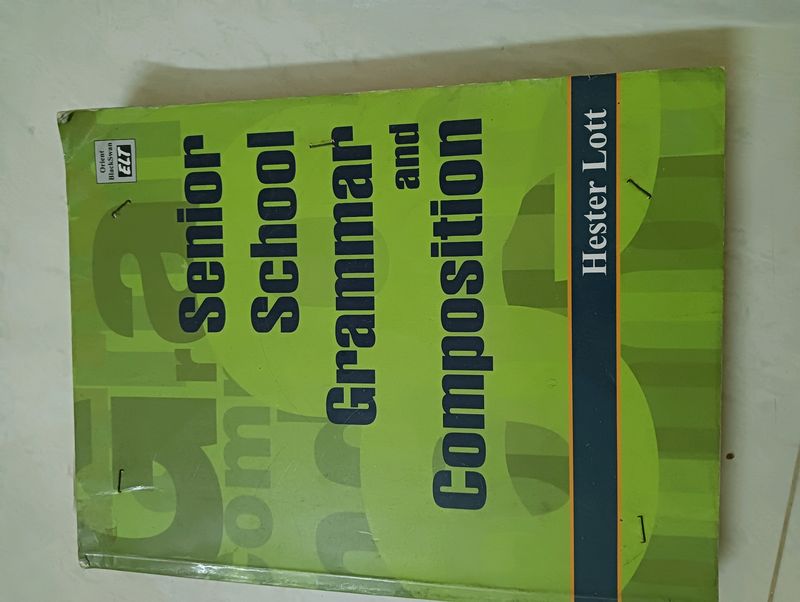 Orient
BlackSwan
ELT
Senior
School
Grammar
and
Composition
Hester Lott